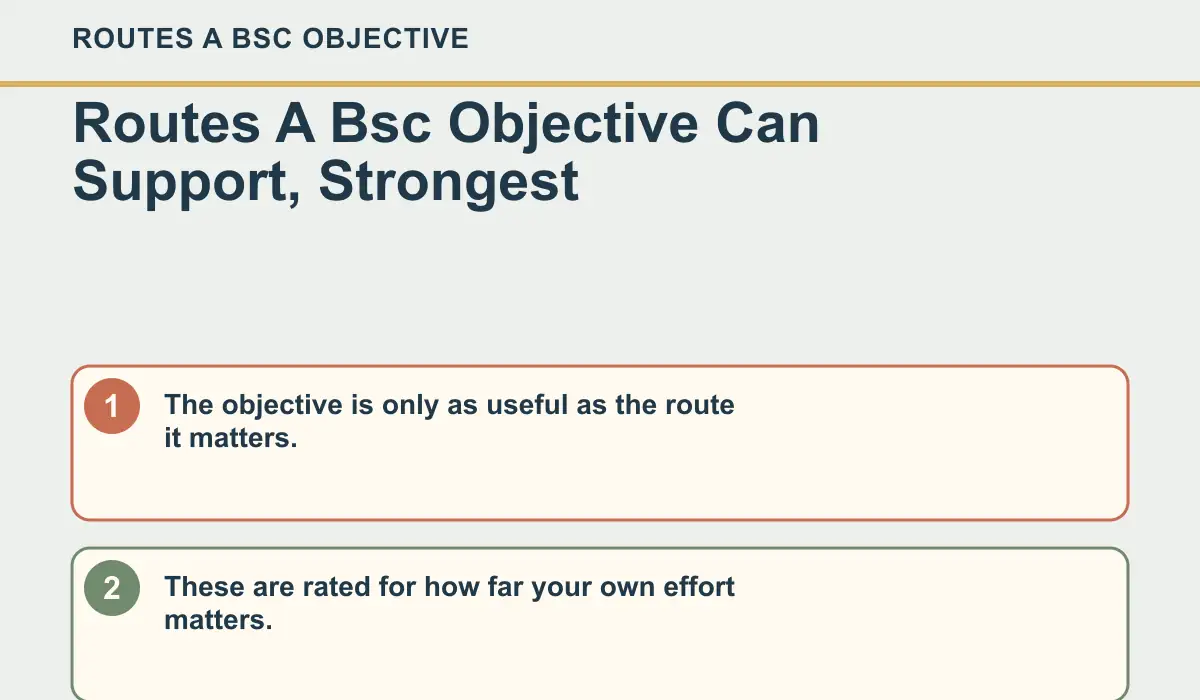 ROUTES A BSC OBJECTIVE
Routes A Bsc Objective Can
Support, Strongest
1
The objective is only as useful as the route
it matters.
2
These are rated for how far your own effort
matters.